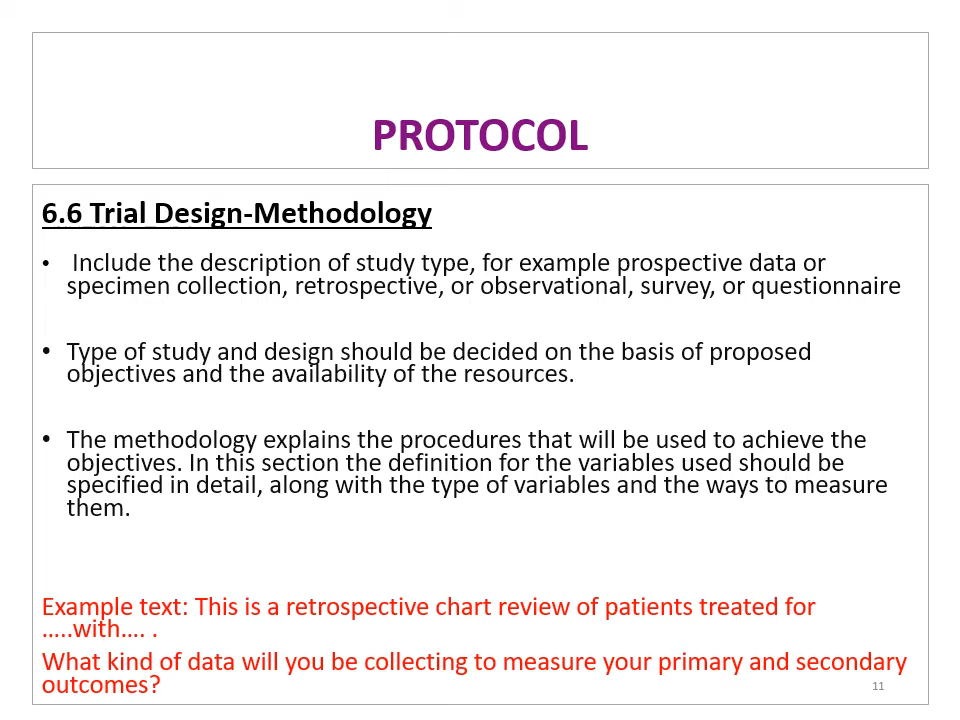 PROTOCOL
6.6 Trial Design-Methodology
• Include the description of study type, for example prospective data or
specimen collection, retrospective, or observational, survey, or questionnaire
• Type of study and design should be decided on the basis of proposed
objectives and the availability of the resources.
• The methodology explains the procedures that will be used to achieve the
objectives. In this section the definition for the variables used should be
specified in detail, along with the type of variables and the ways to measure
them.
Example text: This is a retrospective chart review of patients treated for
…..with…. .
What kind of data will you be collecting to measure your primary and secondary
outcomes?
11